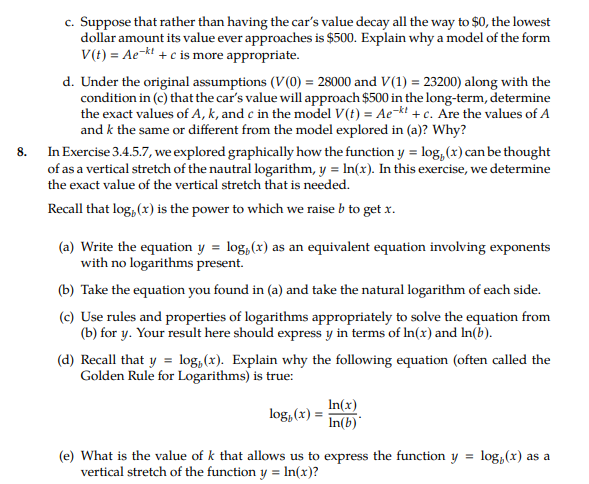 c. Suppose that rather than having the car's value decay all the way to $0, the lowest
dollar amount its value ever approaches is $500. Explain why a model of the form
V(t) = Ae^{-kt} + c is more appropriate.
d. Under the original assumptions (V(0) = 28000 and V(1) = 23200) along with the
condition in (c) that the car's value will approach $500 in the long-term, determine
the exact values of A, k, and c in the model V(t) = Ae^{-kt} + c. Are the values of A
and k the same or different from the model explored in (a)? Why?
8. In Exercise 3.4.5.7, we explored graphically how the function y = log_b(x) can be thought
of as a vertical stretch of the nautral logarithm, y = ln(x). In this exercise, we determine
the exact value of the vertical stretch that is needed.
Recall that log_b(x) is the power to which we raise b to get x.
(a) Write the equation y = log_b(x) as an equivalent equation involving exponents
with no logarithms present.
(b) Take the equation you found in (a) and take the natural logarithm of each side.
(c) Use rules and properties of logarithms appropriately to solve the equation from
(b) for y. Your result here should express y in terms of ln(x) and ln(b).
(d) Recall that y = log_b(x). Explain why the following equation (often called the
Golden Rule for Logarithms) is true:
log_b(x) = ln(x)/ln(b).
(e) What is the value of k that allows us to express the function y = log_b(x) as a
vertical stretch of the function y = ln(x)?